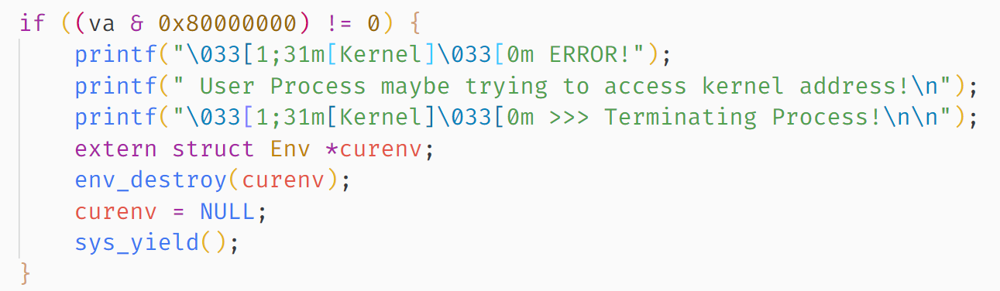 if ((va & 0x80000000) != 0) {
    printf("\033[1;31m[Kernel]\033[0m ERROR!");
    printf(" User Process maybe trying to access kernel address!\n");
    printf("\033[1;31m[Kernel]\033[0m >>> Terminating Process!\n\n");
    extern struct Env *curenv;
    env_destroy(curenv);
    curenv = NULL;
    sys_yield();
}